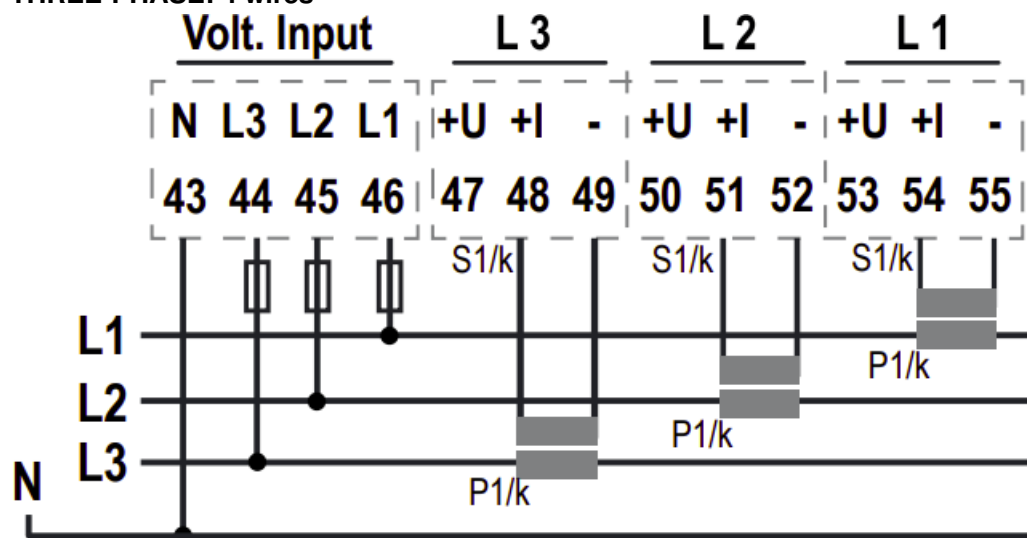 THREE PHASE: 4 wires
Volt. Input L 3 L 2 L 1
N L3 L2 L1 +U +I - +U +I - +U +I -
43 44 45 46 47 48 49 50 51 52 53 54 55
S1/k S1/k S1/k
L1
P1/k
L2
P1/k
L3
N
P1/k